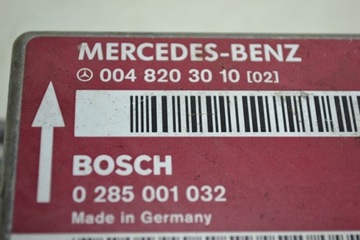 MERCEDES-BENZ
004 820 30 10 [02]
BOSCH
0 285 001 032
Made in Germany